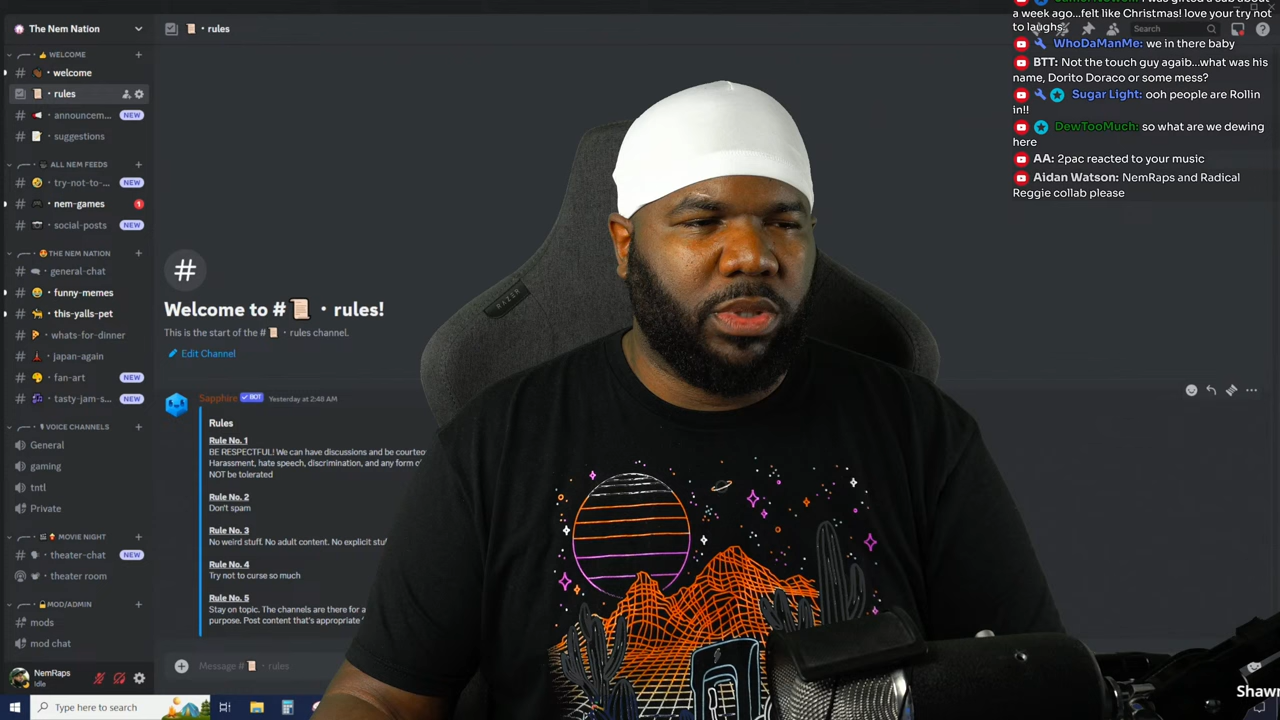 The Nem Nation
WELCOME
welcome
rules
announcem...
NEW
suggestions
ALL NEM FEEDS
try-not-to-...
NEW
nem-games
1
social-posts
NEW
THE NEM NATION
general-chat
funny-memes
this-yalls-pet
whats-for-dinner
japan-again
fan-art
NEW
tasty-jam-s...
NEW
VOICE CHANNELS
General
gaming
tntl
Private
MOVIE NIGHT
theater-chat
NEW
theater room
MOD/ADMIN
mods
mod chat
NemRaps
Idle
Type here to search
# rules
Welcome to # rules!
This is the start of the # rules channel.
Edit Channel
Sapphire BOT Yesterday at 2:48 AM
Rules
Rule No. 1
BE RESPECTFUL! We can have discussions and be courteo
Harassment, hate speech, discrimination, and any form
NOT be tolerated
Rule No. 2
Don't spam
Rule No. 3
No weird stuff. No adult content. No explicit stuf
Rule No. 4
Try not to curse so much
Rule No. 5
Stay on topic. The channels are there for a
purpose. Post content that's appropriate
Message # rules
RAZER
Search
I was gifted a sub about
a week ago...felt like Christmas! love your try not
to laughs
WhoDaManMe: we in there baby
BTT: Not the touch guy agaib...what was his
name, Dorito Doraco or some mess?
Sugar Light: ooh people are Rollin
in!!
DewTooMuch: so what are we dewing
here
AA: 2pac reacted to your music
Aidan Watson: NemRaps and Radical
Reggie collab please
Shawn